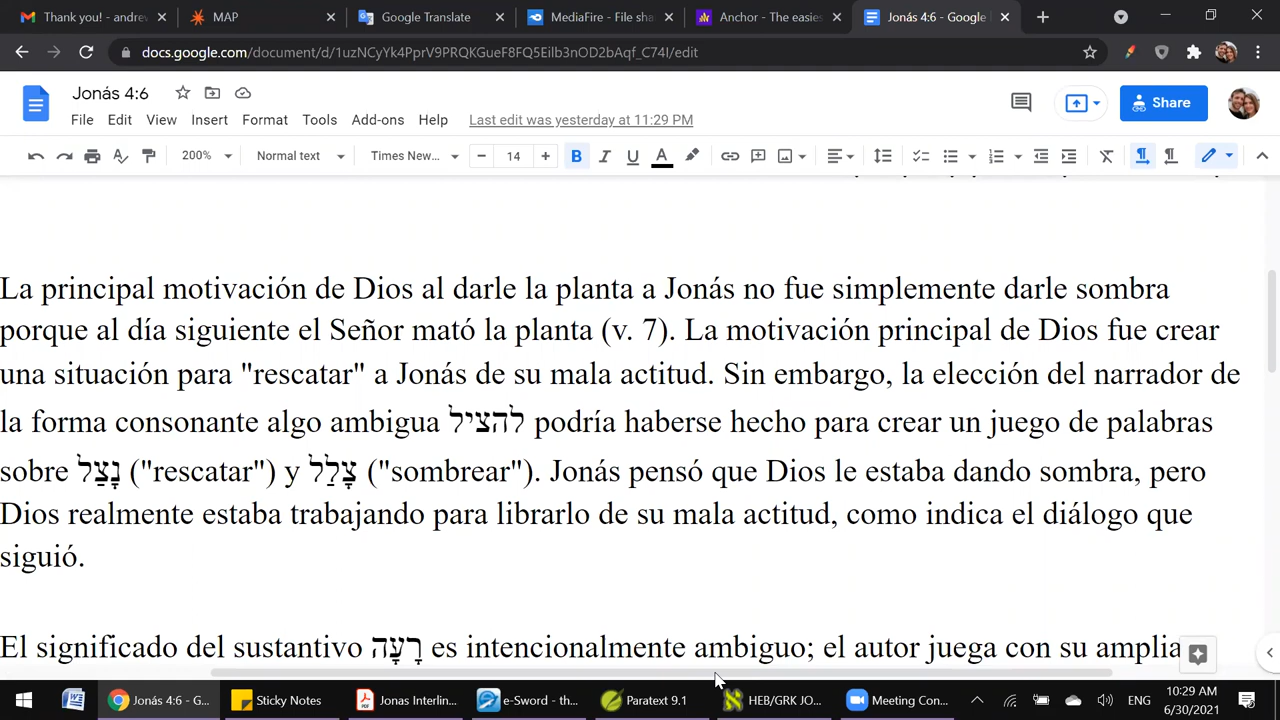 Thank you! - andrew
MAP
Google Translate
MediaFire - File sha
Anchor - The easies
Jonás 4:6 - Google
docs.google.com/document/d/1uzNCyYk4PprV9PRQKGueF8FQ5Eilb3nOD2bAqf_C74I/edit
Jonás 4:6
Share
File Edit View Insert Format Tools Add-ons Help Last edit was yesterday at 11:29 PM
200% Normal text Times New... 14 B I U A
La principal motivación de Dios al darle la planta a Jonás no fue simplemente darle sombra
porque al día siguiente el Señor mató la planta (v. 7). La motivación principal de Dios fue crear
una situación para "rescatar" a Jonás de su mala actitud. Sin embargo, la elección del narrador de
la forma consonante algo ambigua להציל podría haberse hecho para crear un juego de palabras
sobre נָצַל ("rescatar") y צָלַל ("sombrear"). Jonás pensó que Dios le estaba dando sombra, pero
Dios realmente estaba trabajando para librarlo de su mala actitud, como indica el diálogo que
siguió.
El significado del sustantivo רָעָה es intencionalmente ambiguo; el autor juega con su amplia
Jonás 4:6 - G...
Sticky Notes
Jonas Interlin...
e-Sword - th...
Paratext 9.1
HEB/GRK JO...
Meeting Con...
ENG
10:29 AM
6/30/2021